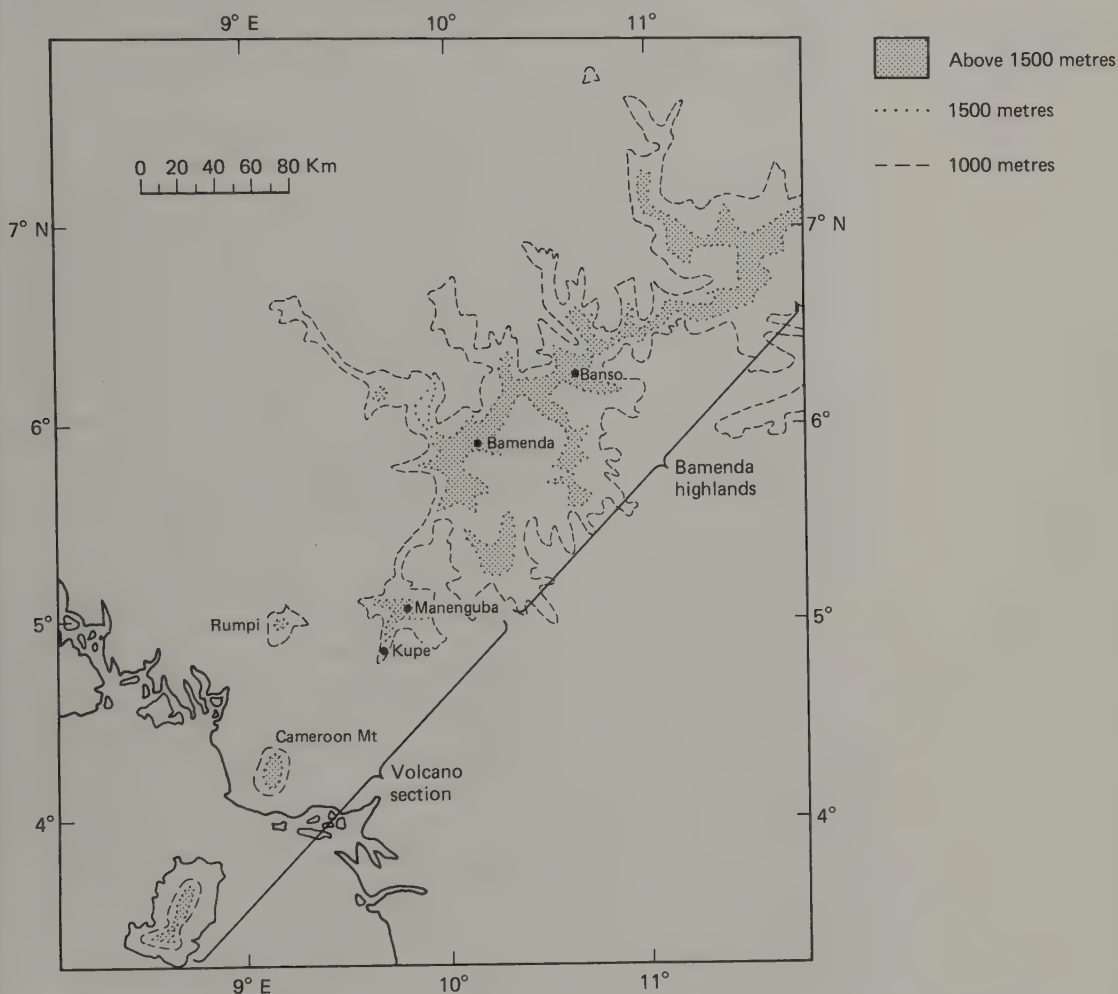 9° E 10° 11°
Above 1500 metres
1500 metres
1000 metres
0 20 40 60 80 Km
7° N 7° N
Banso
6° 6°
Bamenda
Bamenda
highlands
Manenguba
5° 5°
Rumpi
Kupe
Cameroon Mt
Volcano
section
4° 4°
9° E 10° 11°